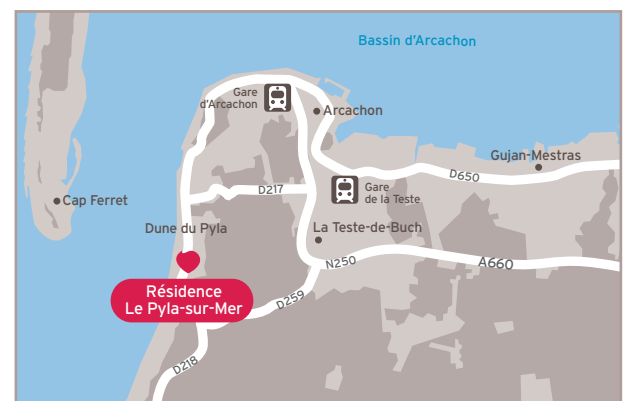 Bassin d'Arcachon
Gare
d'Arcachon
Arcachon
Gujan-Mestras
D650
D217
Gare
de la Teste
Cap Ferret
Dune du Pyla
La Teste-de-Buch
N250
A660
Résidence
Le Pyla-sur-Mer
D259
D218